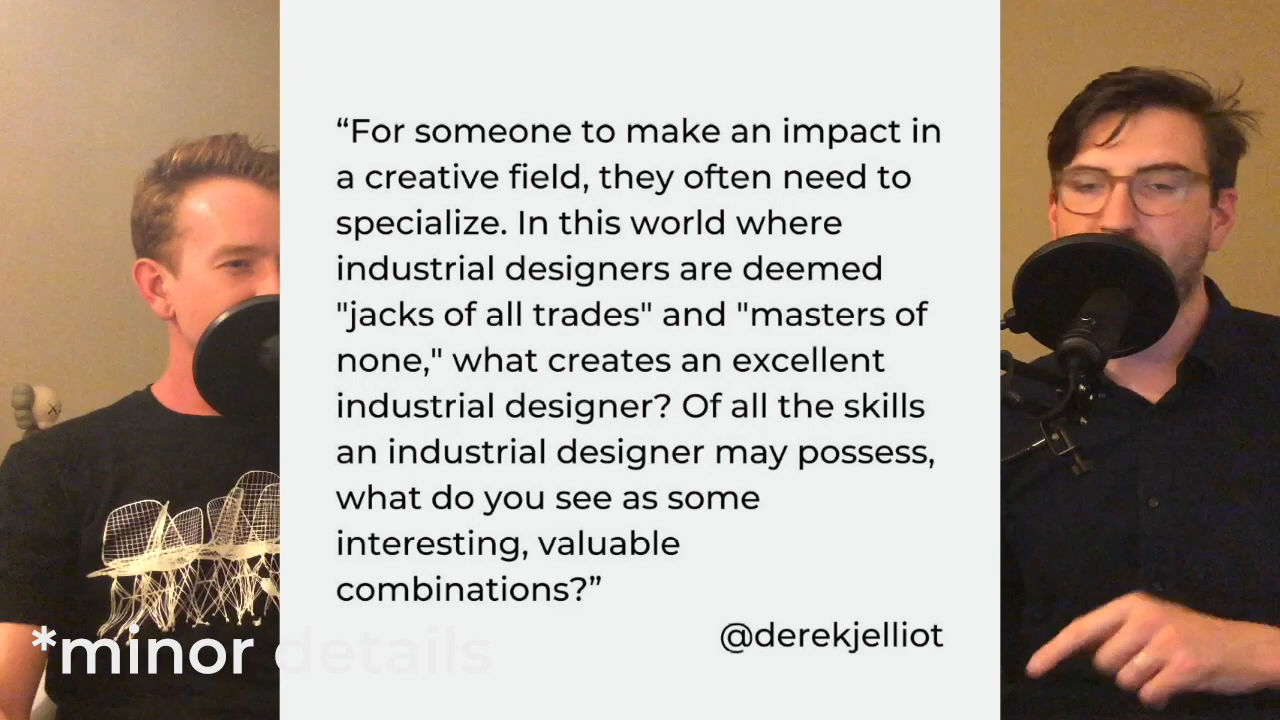 “For someone to make an impact in
a creative field, they often need to
specialize. In this world where
industrial designers are deemed
"jacks of all trades" and "masters of
none," what creates an excellent
industrial designer? Of all the skills
an industrial designer may possess,
what do you see as some
interesting, valuable
combinations?”
@derekjelliot
*minor details